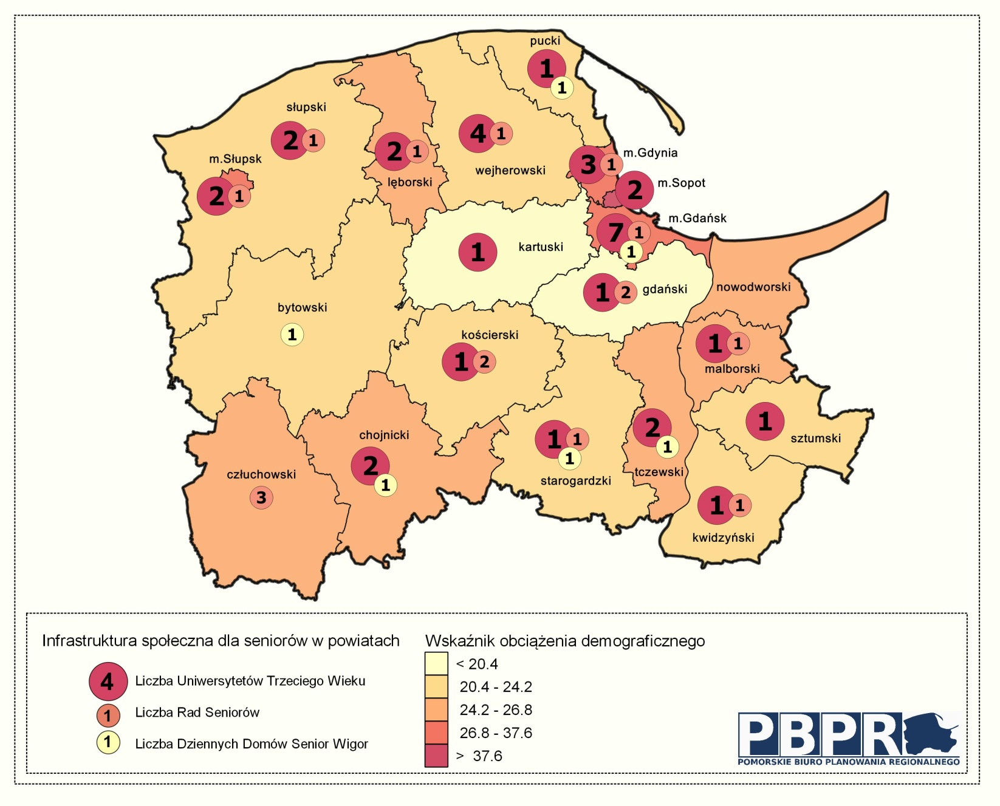 pucki
1
1
słupski
2 1
m.Słupsk
2 1
2 1
lęborski
4 1
wejherowski
3 1
m.Gdynia
2
m.Sopot
m.Gdańsk
7 1
1
1
kartuski
1 2
gdański
nowodworski
bytowski
1
kościerski
1 2
1 1
malborski
1
sztumski
chojnicki
2
1
człuchowski
3
1 1
1
starogardzki
2
1
tczewski
1 1
kwidzyński
Infrastruktura społeczna dla seniorów w powiatach
4 Liczba Uniwersytetów Trzeciego Wieku
1 Liczba Rad Seniorów
1 Liczba Dziennych Domów Senior Wigor
Wskaźnik obciążenia demograficznego
< 20.4
20.4 - 24.2
24.2 - 26.8
26.8 - 37.6
> 37.6
PBPR
POMORSKIE BIURO PLANOWANIA REGIONALNEGO